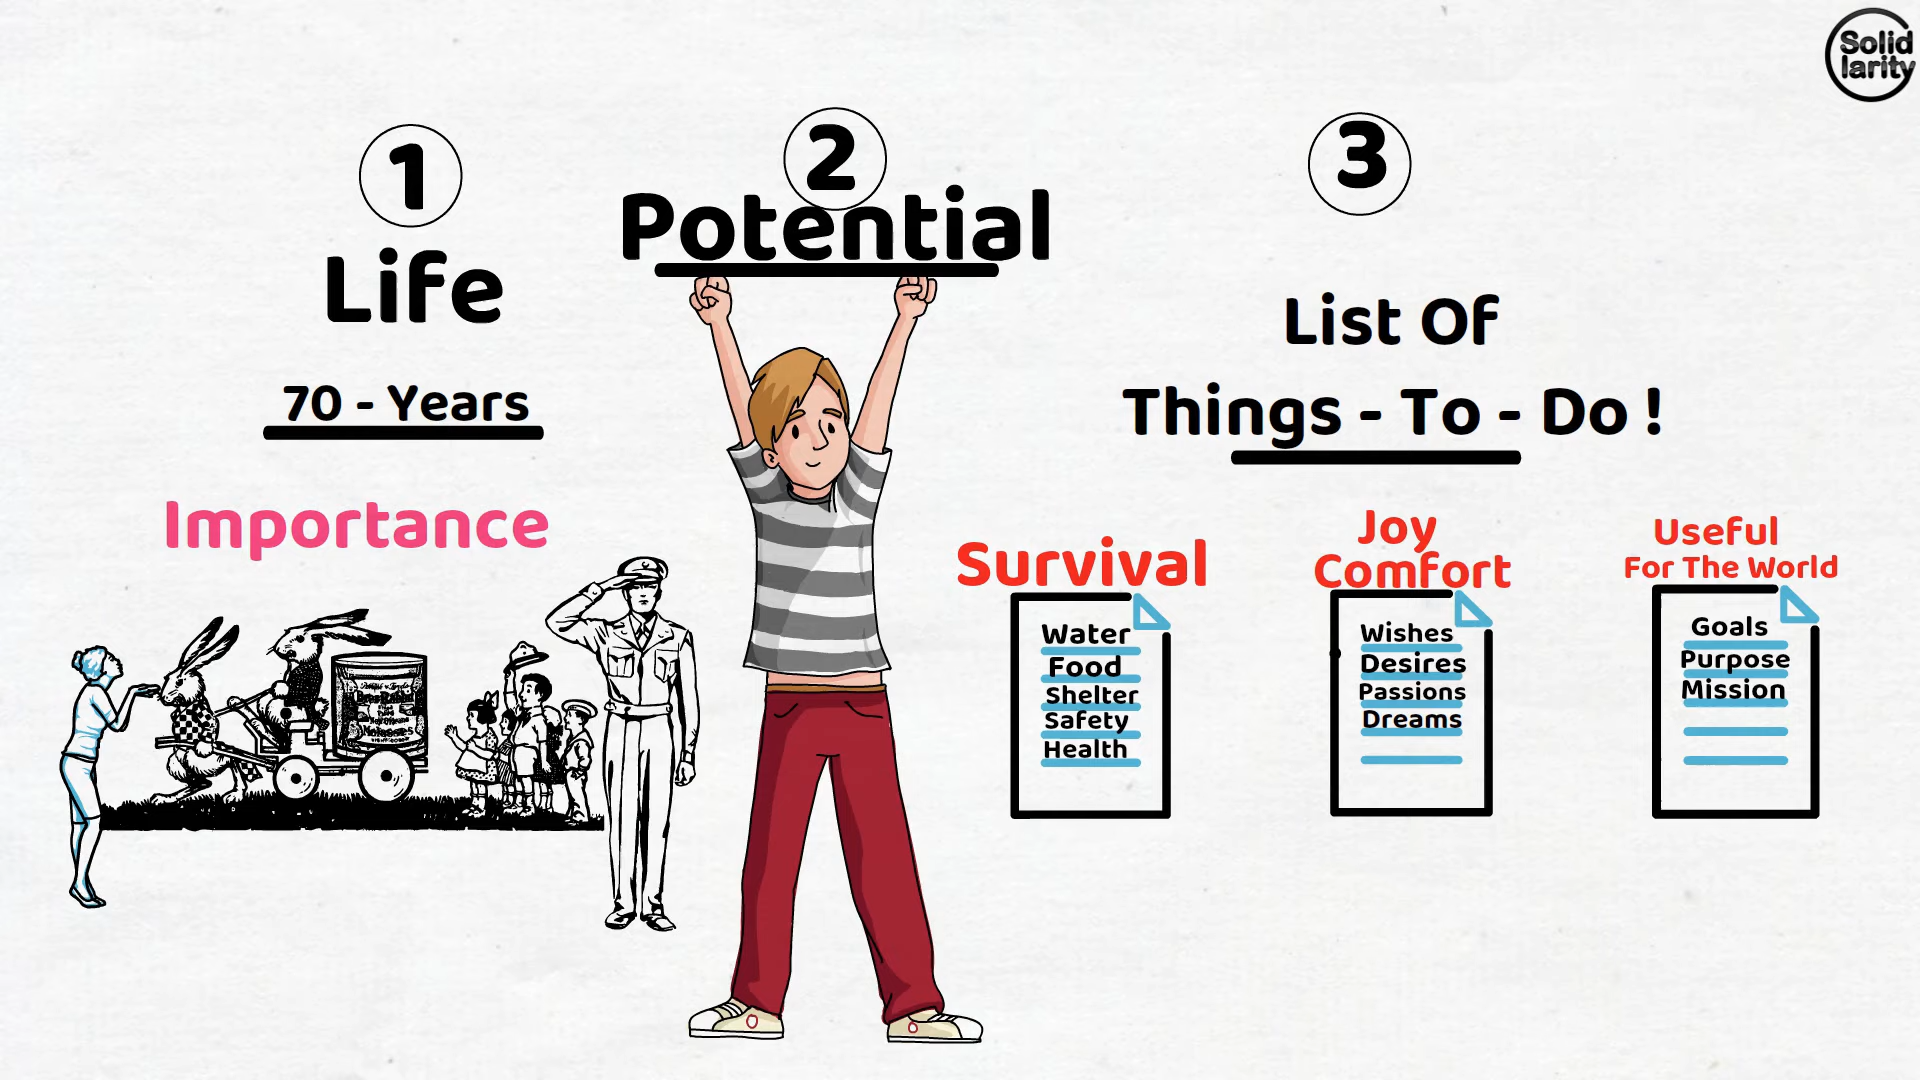 Solid
larity
1
Life
70 - Years
Importance
2
Potential
3
List Of
Things - To - Do !
Survival
Water
Food
Shelter
Safety
Health
Joy
Comfort
Wishes
Desires
Passions
Dreams
Useful
For The World
Goals
Purpose
Mission
Molasses